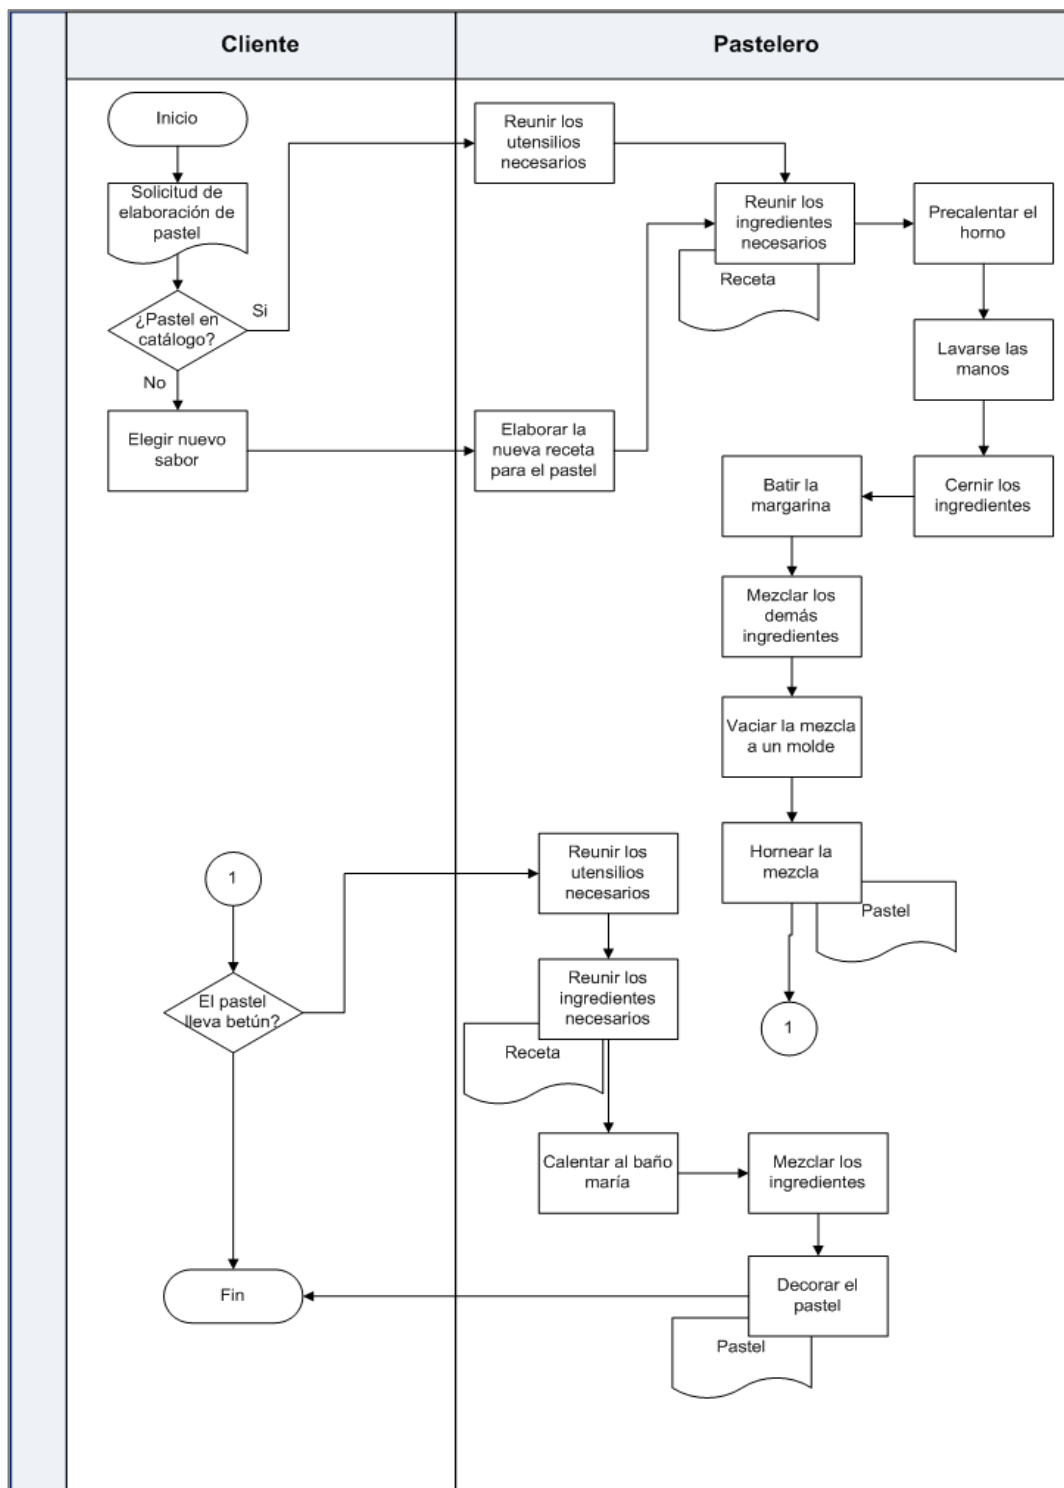 Cliente
Pastelero
Inicio
Solicitud de
elaboración de
pastel
¿Pastel en
catálogo?
Si
No
Elegir nuevo
sabor
Reunir los
utensilios
necesarios
Elaborar la
nueva receta
para el pastel
Reunir los
ingredientes
necesarios
Receta
Precalentar el
horno
Lavarse las
manos
Cernir los
ingredientes
Batir la
margarina
Mezclar los
demás
ingredientes
Vaciar la mezcla
a un molde
Hornear la
mezcla
Pastel
1
1
El pastel
lleva betún?
Reunir los
utensilios
necesarios
Reunir los
ingredientes
necesarios
Receta
Calentar al baño
maría
Mezclar los
ingredientes
Decorar el
pastel
Pastel
Fin